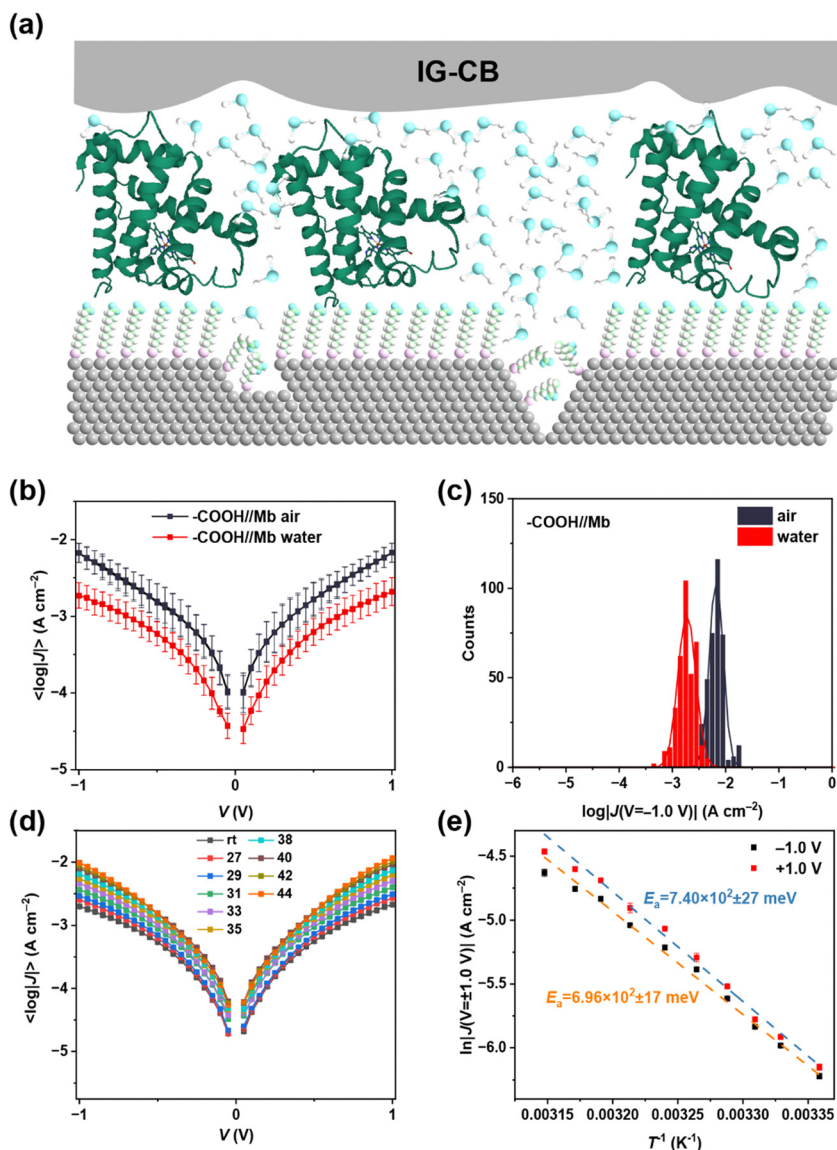 (a)
IG-CB
(b)
-COOH//Mb air
-COOH//Mb water
−2
−3
−4
−5
<log|J|> (A cm⁻²)
−1
0
1
V (V)
(c)
150
100
50
0
Counts
-COOH//Mb
air
water
−6
−5
−4
−3
−2
−1
0
log|J(V=–1.0 V)| (A cm⁻²)
(d)
rt
27
29
31
33
35
38
40
42
44
−2
−3
−4
−5
<log|J|> (A cm⁻²)
−1
0
1
V (V)
(e)
–1.0 V
+1.0 V
Eₐ=7.40×10²±27 meV
Eₐ=6.96×10²±17 meV
−4.5
−5.0
−5.5
−6.0
ln|J(V=±1.0 V)| (A cm⁻²)
0.00315
0.00320
0.00325
0.00330
0.00335
T⁻¹ (K⁻¹)